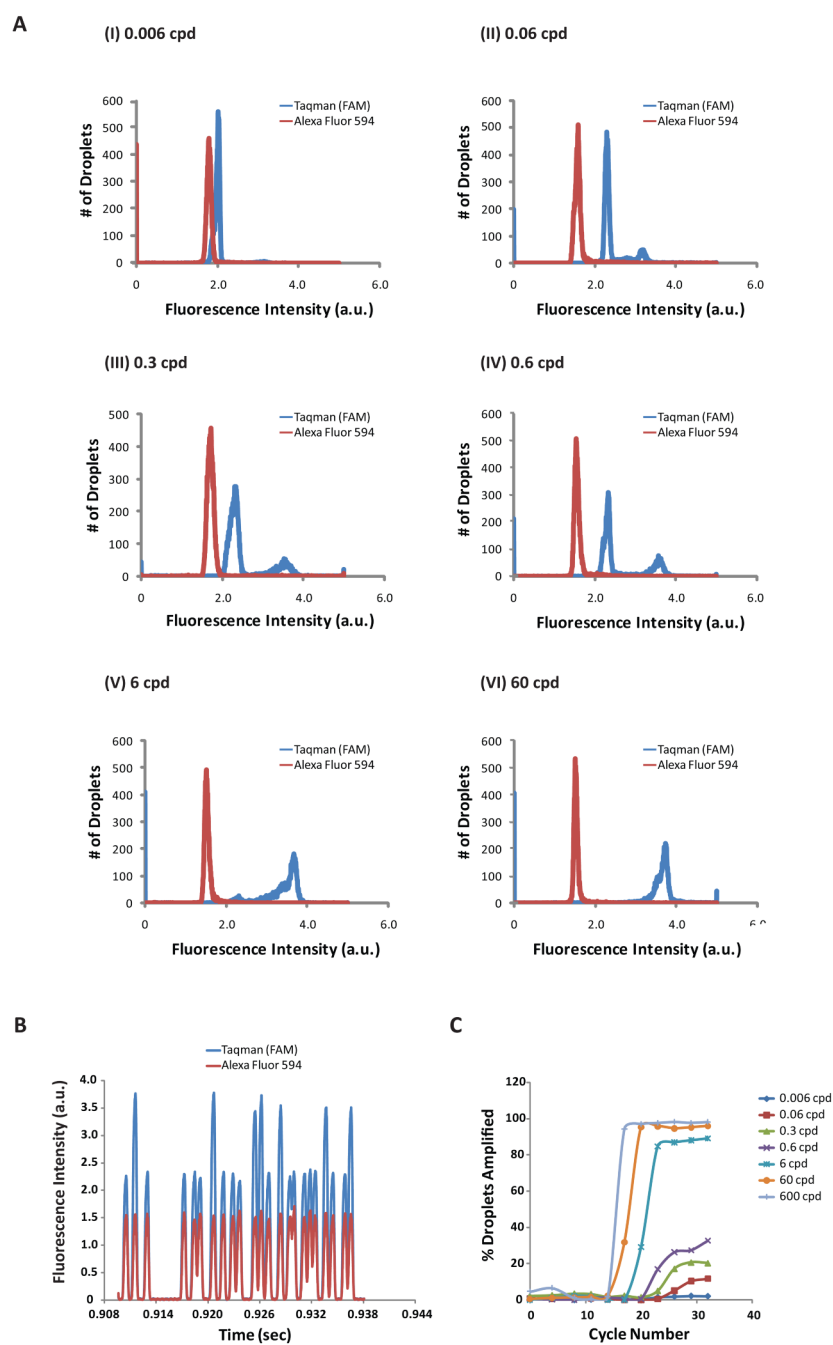 A
(I) 0.006 cpd
Taqman (FAM)
Alexa Fluor 594
600
500
400
300
200
100
0
# of Droplets
0
2.0
4.0
6.0
Fluorescence Intensity (a.u.)
(II) 0.06 cpd
Taqman (FAM)
Alexa Fluor 594
600
500
400
300
200
100
0
# of Droplets
0
2.0
4.0
6.0
Fluorescence Intensity (a.u.)
(III) 0.3 cpd
Taqman (FAM)
Alexa Fluor 594
500
400
300
200
100
0
# of Droplets
0
2.0
4.0
6.0
Fluorescence Intensity (a.u.)
(IV) 0.6 cpd
Taqman (FAM)
Alexa Fluor 594
600
500
400
300
200
100
0
# of Droplets
0
2.0
4.0
6.0
Fluorescence Intensity (a.u.)
(V) 6 cpd
Taqman (FAM)
Alexa Fluor 594
600
500
400
300
200
100
0
# of Droplets
0
2.0
4.0
6.0
Fluorescence Intensity (a.u.)
(VI) 60 cpd
Taqman (FAM)
Alexa Fluor 594
600
500
400
300
200
100
0
# of Droplets
0
2.0
4.0
Fluorescence Intensity (a.u.)
B
Taqman (FAM)
Alexa Fluor 594
4.0
3.0
2.5
2.0
1.5
1.0
0.5
0
Fluorescence Intensity (a.u.)
0.908
0.914
0.920
0.926
0.932
0.938
0.944
Time (sec)
C
120
100
80
60
40
20
0
% Droplets Amplified
0
10
20
30
40
Cycle Number
0.006 cpd
0.06 cpd
0.3 cpd
0.6 cpd
6 cpd
60 cpd
600 cpd